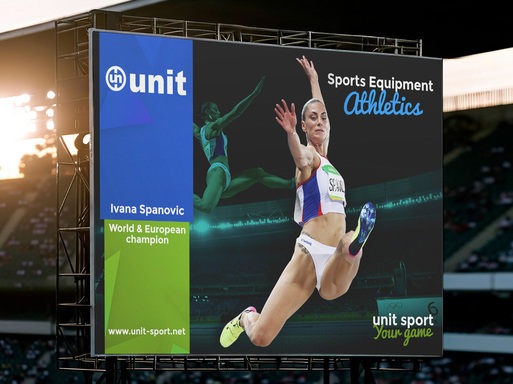 unit
Ivana Spanovic
World & European
champion
www.unit-sport.net
Sports Equipment
Athletics
unit sport
Your game